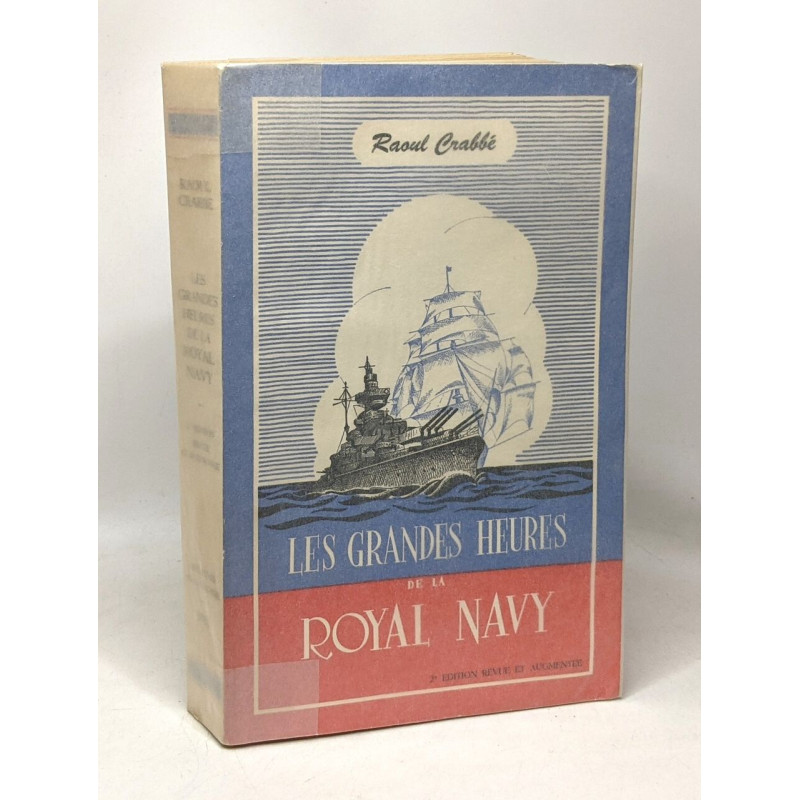 Raoul Crabbé
LES GRANDES HEURES
DE LA
ROYAL NAVY
2e EDITION REVUE ET AUGMENTÉE
RAOUL
CRABBÉ
LES
GRANDES
HEURES
DE LA
ROYAL
NAVY